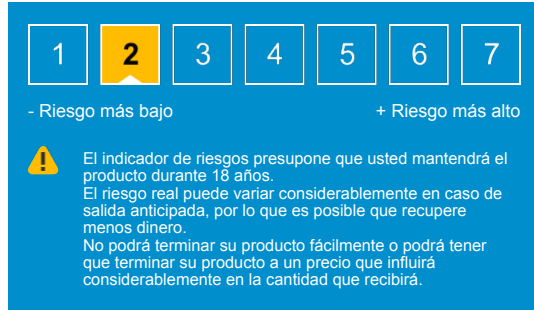 1 2 3 4 5 6 7
- Riesgo más bajo + Riesgo más alto
El indicador de riesgos presupone que usted mantendrá el
producto durante 18 años.
El riesgo real puede variar considerablemente en caso de
salida anticipada, por lo que es posible que recupere
menos dinero.
No podrá terminar su producto fácilmente o podrá tener
que terminar su producto a un precio que influirá
considerablemente en la cantidad que recibirá.